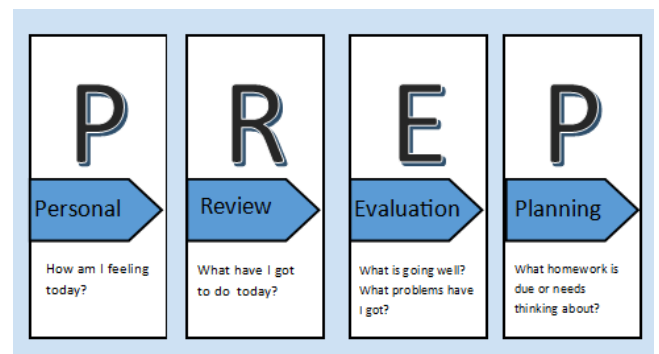 P
Personal
How am I feeling
today?
R
Review
What have I got
to do today?
E
Evaluation
What is going well?
What problems have
I got?
P
Planning
What homework is
due or needs
thinking about?